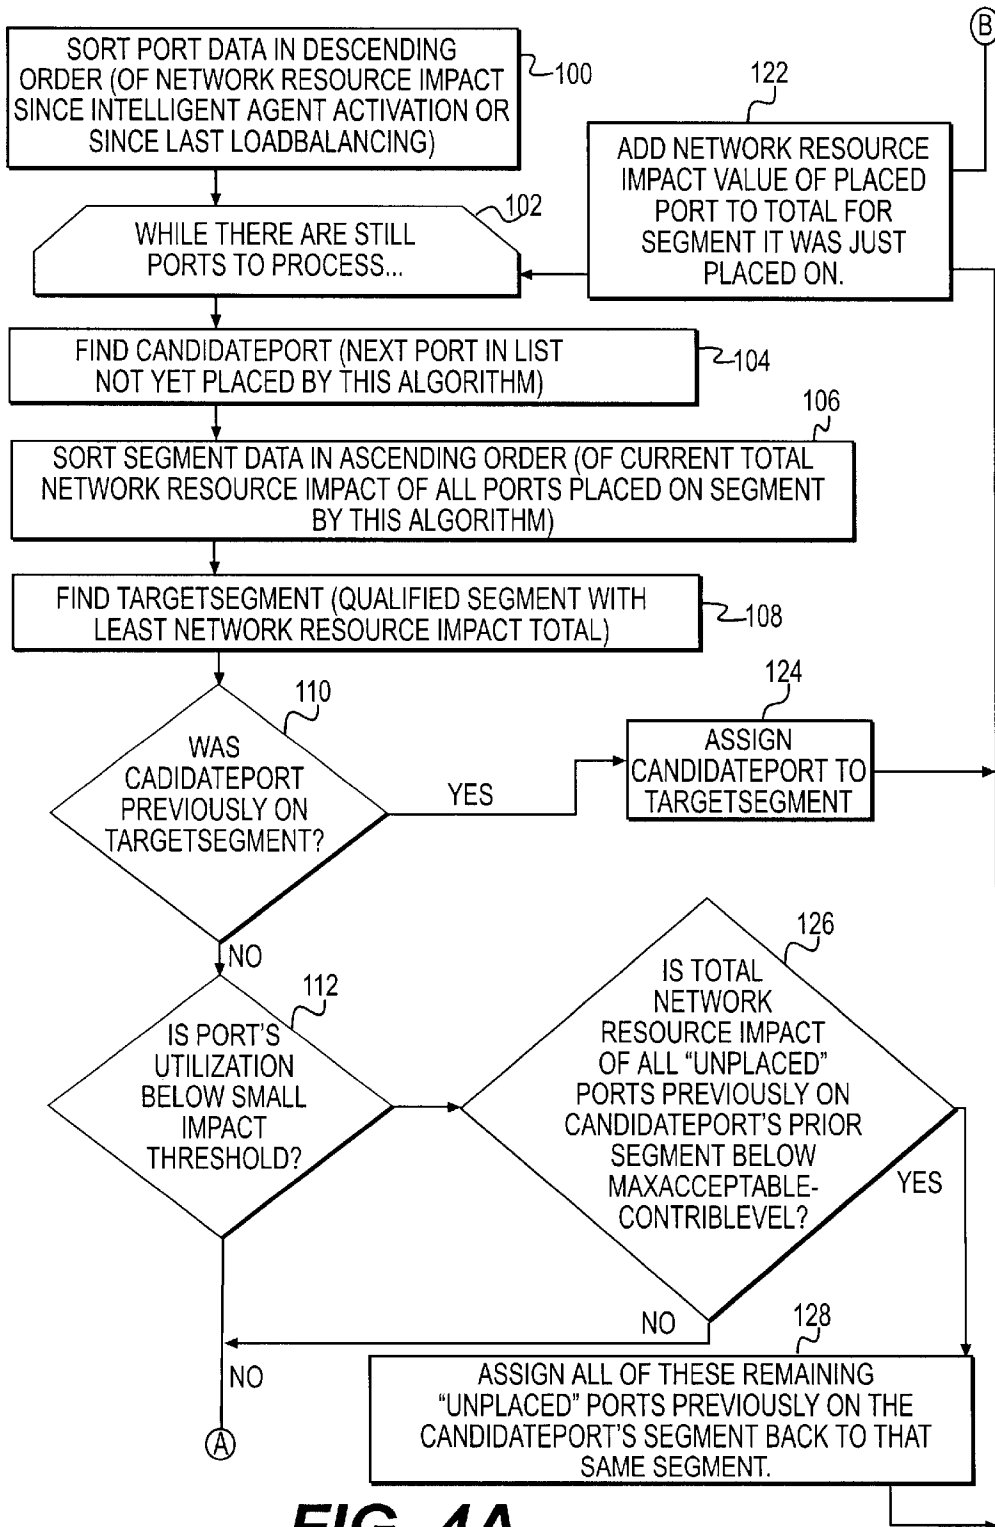 B
SORT PORT DATA IN DESCENDING
ORDER (OF NETWORK RESOURCE IMPACT
SINCE INTELLIGENT AGENT ACTIVATION OR
SINCE LAST LOADBALANCING)
100
122
ADD NETWORK RESOURCE
IMPACT VALUE OF PLACED
PORT TO TOTAL FOR
SEGMENT IT WAS JUST
PLACED ON.
102
WHILE THERE ARE STILL
PORTS TO PROCESS...
FIND CANDIDATEPORT (NEXT PORT IN LIST
NOT YET PLACED BY THIS ALGORITHM)
104
106
SORT SEGMENT DATA IN ASCENDING ORDER (OF CURRENT TOTAL
NETWORK RESOURCE IMPACT OF ALL PORTS PLACED ON SEGMENT
BY THIS ALGORITHM)
FIND TARGETSEGMENT (QUALIFIED SEGMENT WITH
LEAST NETWORK RESOURCE IMPACT TOTAL)
108
110
WAS
CADIDATEPORT
PREVIOUSLY ON
TARGETSEGMENT?
YES
124
ASSIGN
CANDIDATEPORT TO
TARGETSEGMENT
NO
112
IS PORT'S
UTILIZATION
BELOW SMALL
IMPACT
THRESHOLD?
126
IS TOTAL
NETWORK
RESOURCE IMPACT
OF ALL “UNPLACED”
PORTS PREVIOUSLY ON
CANDIDATEPORT'S PRIOR
SEGMENT BELOW
MAXACCEPTABLE-
CONTRIBLEVEL?
YES
NO
NO
A
128
ASSIGN ALL OF THESE REMAINING
“UNPLACED” PORTS PREVIOUSLY ON THE
CANDIDATEPORT'S SEGMENT BACK TO THAT
SAME SEGMENT.
FIG. 4A